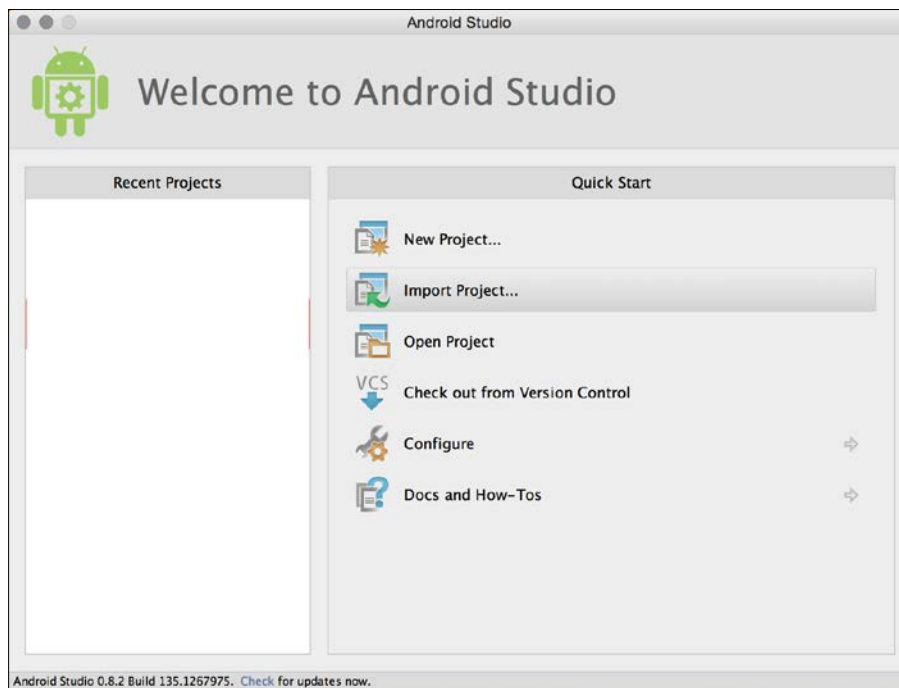 Android Studio
Welcome to Android Studio
Recent Projects
Quick Start
New Project...
Import Project...
Open Project
VCS
Check out from Version Control
Configure
Docs and How-Tos
Android Studio 0.8.2 Build 135.1267975. Check for updates now.